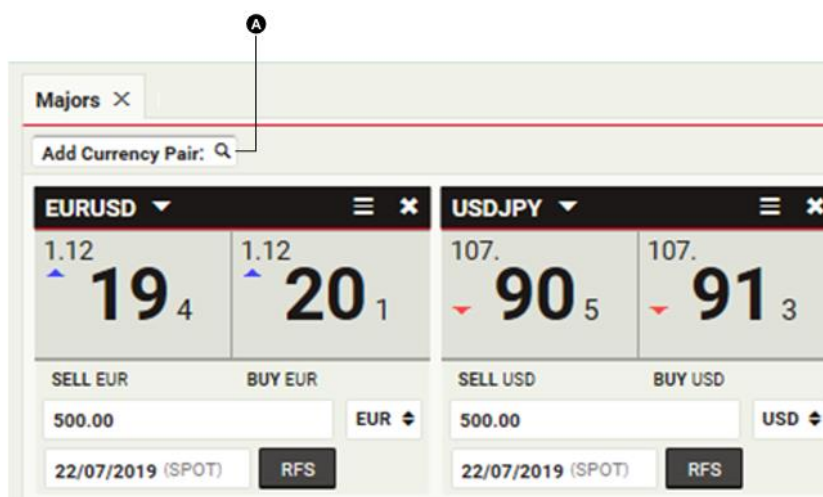 A
Majors
Add Currency Pair:
EURUSD USDJPY
1.12 1.12 107. 107.
19 4 20 1 90 5 91 3
SELL EUR BUY EUR SELL USD BUY USD
500.00 EUR 500.00 USD
22/07/2019 (SPOT) RFS 22/07/2019 (SPOT) RFS